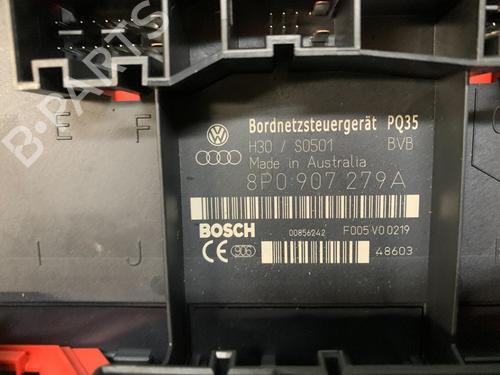 B-PARTS
E F
I J
Bordnetzsteuergerät PQ35
H30 / S0501 BVB
Made in Australia
8P0 907 279A
BOSCH 00856242 F005 V0 0219
CE 906 48603